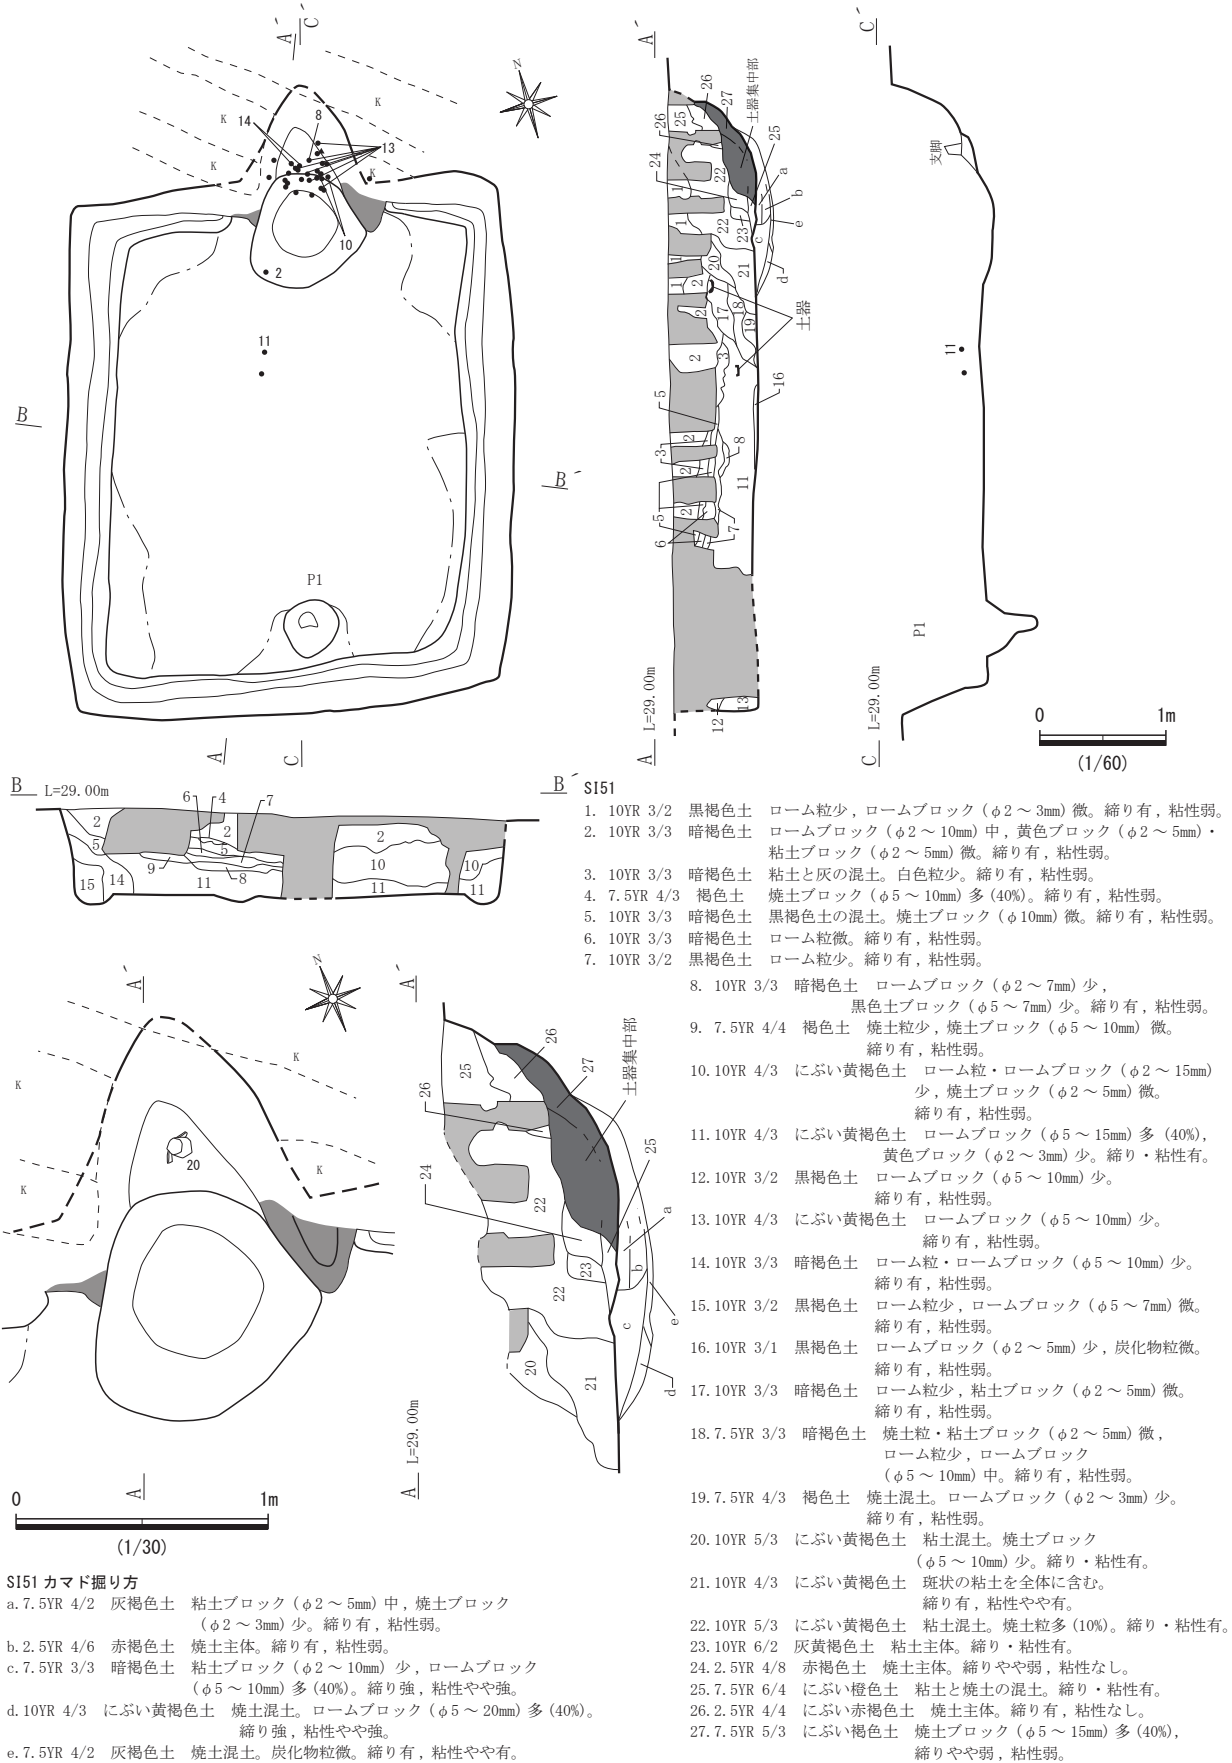 A´
C´
N
K
K
K
K
14
8
13
10
2
11
B
B´
P1
A
C
A´
26
27
土器集中部
26
25
25
24
22
a
b
e
1
1
22
23
c
1
20
21
d
1
2
18
土器
2
17
19
2
3
5
16
2
8
3
2
11
5
2
7
6
A L=29.00m
12
13
C´
支脚
11
P1
C L=29.00m
0 1m
(1/60)
B L=29.00m
B´
6 4 7
2
2
2
5
5
9
10
10
15
14
11
8
11
11
SI51
1. 10YR 3/2 黒褐色土 ローム粒少，ロームブロック（φ2～3mm）微。締り有，粘性弱。
2. 10YR 3/3 暗褐色土 ロームブロック（φ2～10mm）中，黄色ブロック（φ2～5mm）・
粘土ブロック（φ2～5mm）微。締り有，粘性弱。
3. 10YR 3/3 暗褐色土 粘土と灰の混土。白色粒少。締り有，粘性弱。
4. 7.5YR 4/3 褐色土 焼土ブロック（φ5～10mm）多（40%）。締り有，粘性弱。
5. 10YR 3/3 暗褐色土 黒褐色土の混土。焼土ブロック（φ10mm）微。締り有，粘性弱。
6. 10YR 3/3 暗褐色土 ローム粒微。締り有，粘性弱。
7. 10YR 3/2 黒褐色土 ローム粒少。締り有，粘性弱。
8. 10YR 3/3 暗褐色土 ロームブロック（φ2～7mm）少，
黒色土ブロック（φ5～7mm）少。締り有，粘性弱。
9. 7.5YR 4/4 褐色土 焼土粒少，焼土ブロック（φ5～10mm）微。
締り有，粘性弱。
10.10YR 4/3 にぶい黄褐色土 ローム粒・ロームブロック（φ2～15mm）
少，焼土ブロック（φ2～5mm）微。
締り有，粘性弱。
11.10YR 4/3 にぶい黄褐色土 ロームブロック（φ5～15mm）多（40%），
黄色ブロック（φ2～3mm）少。締り・粘性有。
12.10YR 3/2 黒褐色土 ロームブロック（φ5～10mm）少。
締り有，粘性弱。
13.10YR 4/3 にぶい黄褐色土 ロームブロック（φ5～10mm）少。
締り有，粘性弱。
14.10YR 3/3 暗褐色土 ローム粒・ロームブロック（φ5～10mm）少。
締り有，粘性弱。
15.10YR 3/2 黒褐色土 ローム粒少，ロームブロック（φ5～7mm）微。
締り有，粘性弱。
16.10YR 3/1 黒褐色土 ロームブロック（φ2～5mm）少，炭化物粒微。
締り有，粘性弱。
17.10YR 3/3 暗褐色土 ローム粒少，粘土ブロック（φ2～5mm）微。
締り有，粘性弱。
18.7.5YR 3/3 暗褐色土 焼土粒・粘土ブロック（φ2～5mm）微，
ローム粒少，ロームブロック
（φ5～10mm）中。締り有，粘性弱。
19.7.5YR 4/3 褐色土 焼土混土。ロームブロック（φ2～3mm）少。
締り有，粘性弱。
20.10YR 5/3 にぶい黄褐色土 粘土混土。焼土ブロック
（φ5～10mm）少。締り・粘性有。
21.10YR 4/3 にぶい黄褐色土 斑状の粘土を全体に含む。
締り有，粘性やや有。
22.10YR 5/3 にぶい黄褐色土 粘土混土。焼土粒多（10%）。締り・粘性有。
23.10YR 6/2 灰黄褐色土 粘土主体。締り・粘性有。
24.2.5YR 4/8 赤褐色土 焼土主体。締りやや弱，粘性なし。
25.7.5YR 6/4 にぶい橙色土 粘土と焼土の混土。締り・粘性有。
26.2.5YR 4/4 にぶい赤褐色土 焼土主体。締り有，粘性なし。
27.7.5YR 5/3 にぶい褐色土 焼土ブロック（φ5～15mm）多（40%），
締りやや弱，粘性弱。
A´
N
K
K
K
K
20
A
0 1m
(1/30)
A´
26
25
27
土器集中部
26
24
25
22
a
23
b
22
c
e
20
21
d
A L=29.00m
SI51 カマド掘り方
a.7.5YR 4/2 灰褐色土 粘土ブロック（φ2～5mm）中，焼土ブロック
（φ2～3mm）少。締り有，粘性弱。
b.2.5YR 4/6 赤褐色土 焼土主体。締り有，粘性弱。
c.7.5YR 3/3 暗褐色土 粘土ブロック（φ2～10mm）少，ロームブロック
（φ5～10mm）多（40%）。締り強，粘性やや強。
d.10YR 4/3 にぶい黄褐色土 焼土混土。ロームブロック（φ5～20mm）多（40%）。
締り強，粘性やや強。
e.7.5YR 4/2 灰褐色土 焼土混土。炭化物粒微。締り有，粘性やや有。